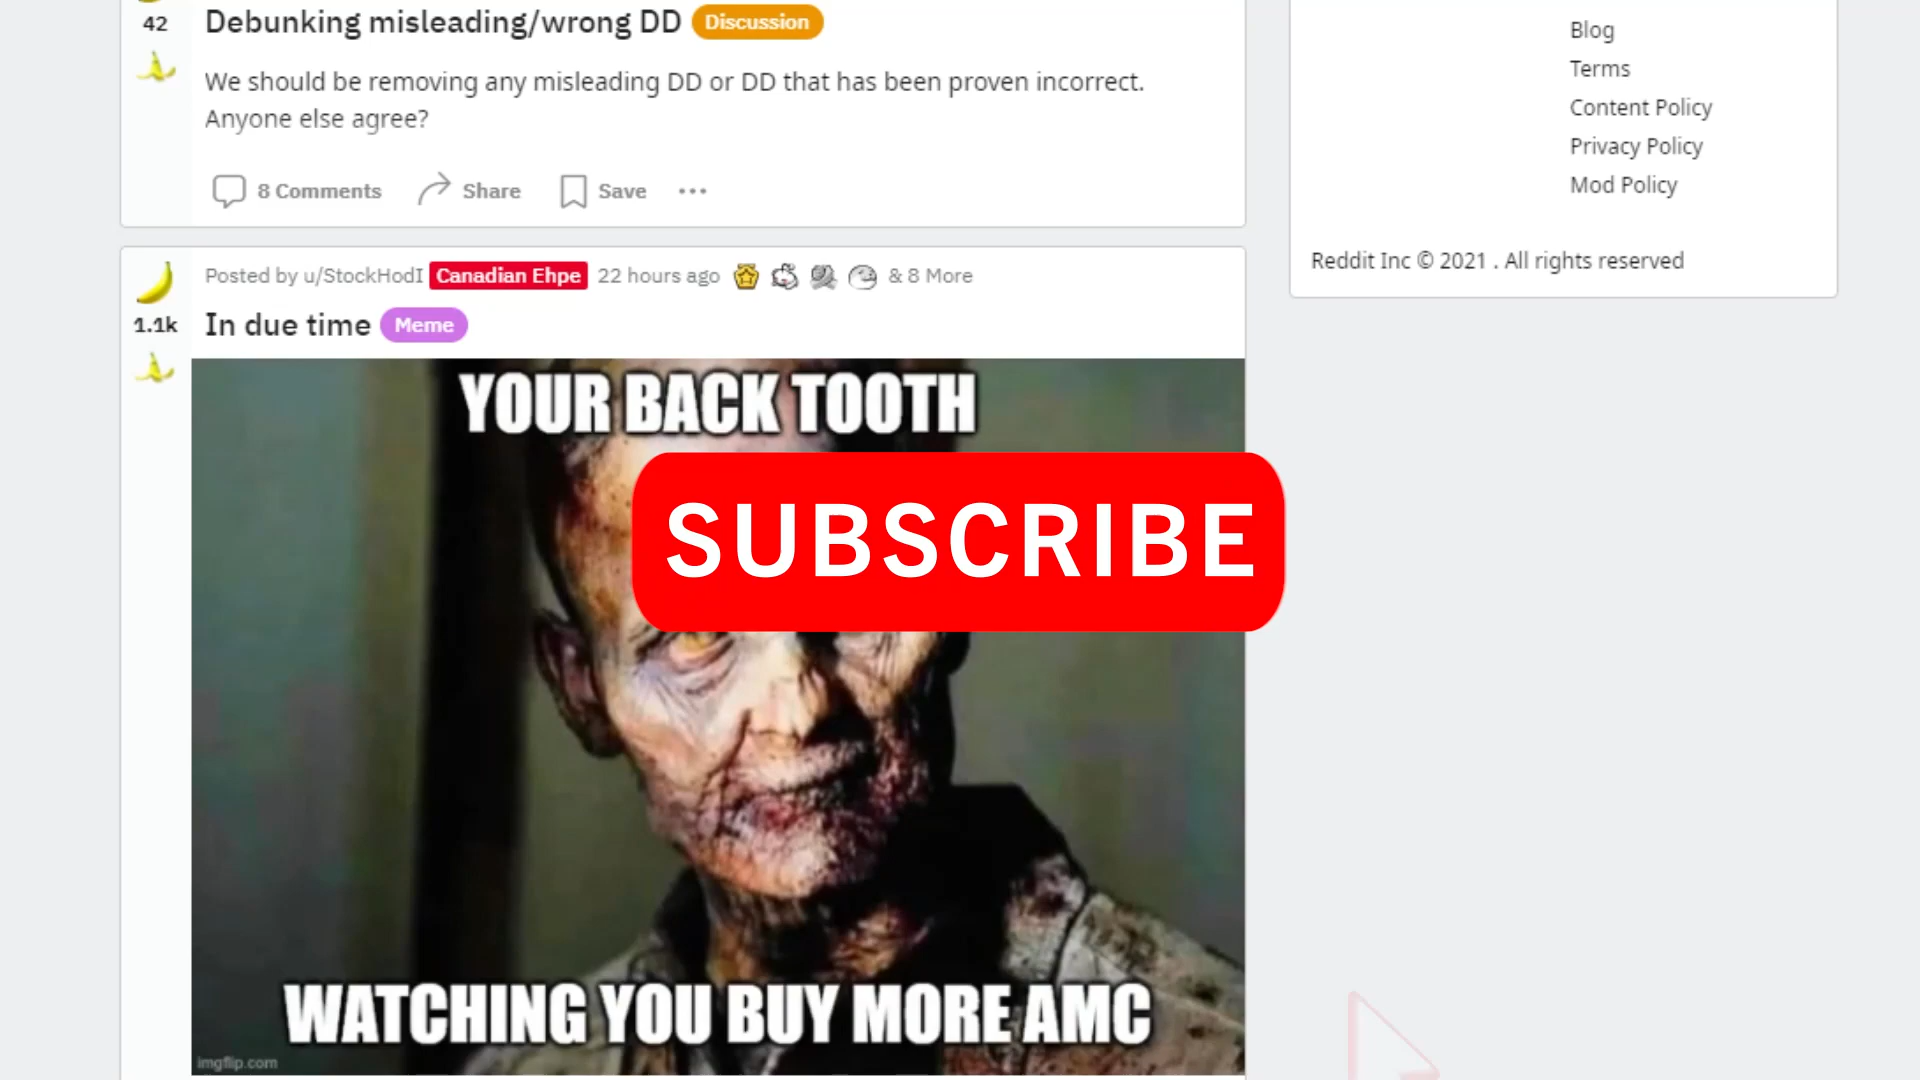 42
Debunking misleading/wrong DD Discussion
We should be removing any misleading DD or DD that has been proven incorrect.
Anyone else agree?
8 Comments Share Save
Posted by u/StockHodI Canadian Ehpe 22 hours ago & 8 More
1.1k
In due time Meme
YOUR BACK TOOTH
SUBSCRIBE
WATCHING YOU BUY MORE AMC
imgflip.com
Blog
Terms
Content Policy
Privacy Policy
Mod Policy
Reddit Inc © 2021 . All rights reserved